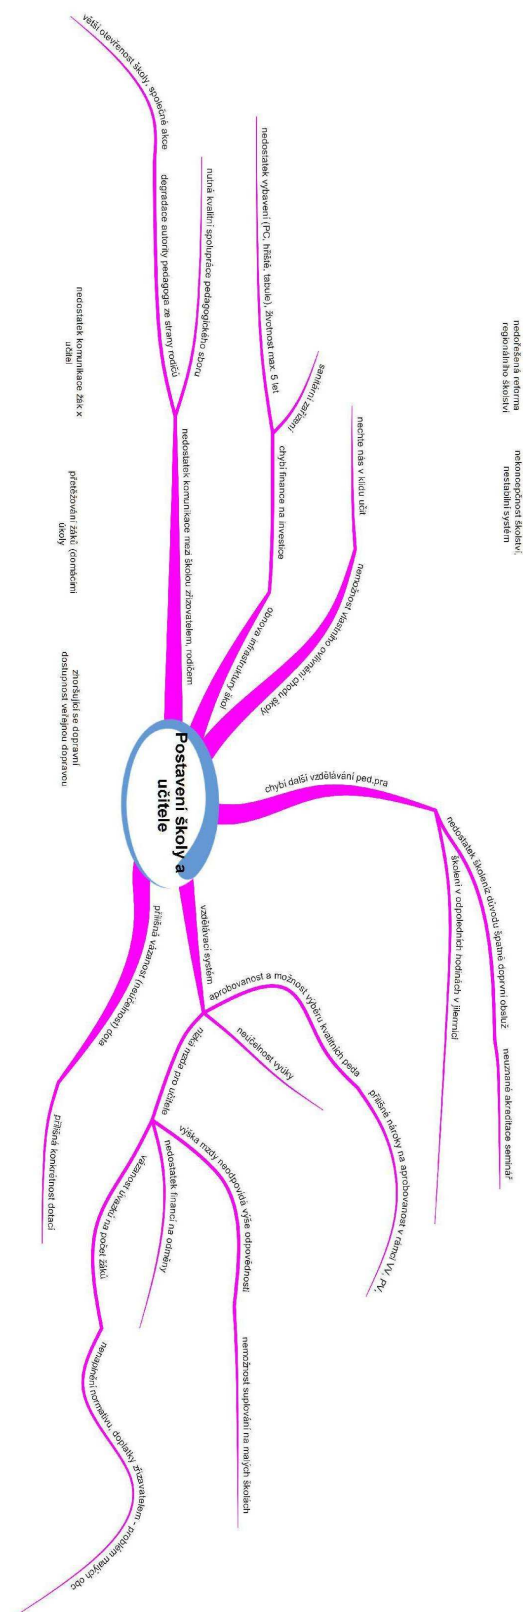 Postavení školy a
učitele
nedořešená reforma
regionálního školství
nekoncepčnost školství,
nestabilní systém
nechte nás v klidu učit
nemožnost vlastního ovlivnění chodu školy
sanitární zařízení
nedostatek vybavení (PC, hřiště, tabule), životnost max. 5 let
chybí finance na investice
obnova infrastruktury škol
nutná kvalitní spolupráce pedagogického sboru
větší otevřenost školy, společné akce
degradace autority pedagoga ze strany rodičů
nedostatek komunikace mezi školou zřizovatelem, rodičem
nedostatek komunikace žák x
učitel
přetěžování žáků (domácími
úkoly
zhoršující se dopravní
dostupnost veřejnou dopravou
chybí další vzdělávání ped.pra
nedostatek školeníz důvodu špatné doprvní obsluž
neuznané akreditace seminář
školení v odpoledních hodinách v jilemnicí
vzdělávací systém
aprobovanost a možnost výběru kvalitních peda
přílišné nároky na aprobovanost v rámci VV, PV,
neúčelnost výuky
nízká mzda pro učitele
výška mzdy neodpovídá výše odpovědnosti
nemožnost suplování na malých školách
nedostatek financí na odměny
vázanost úvazků na počet žáků
nenaplnění normativů, doplatky zřizavatelem - problém malých obc
přílišná vázanost (neúčelnost) dota
přílišná konkrétnost dotací